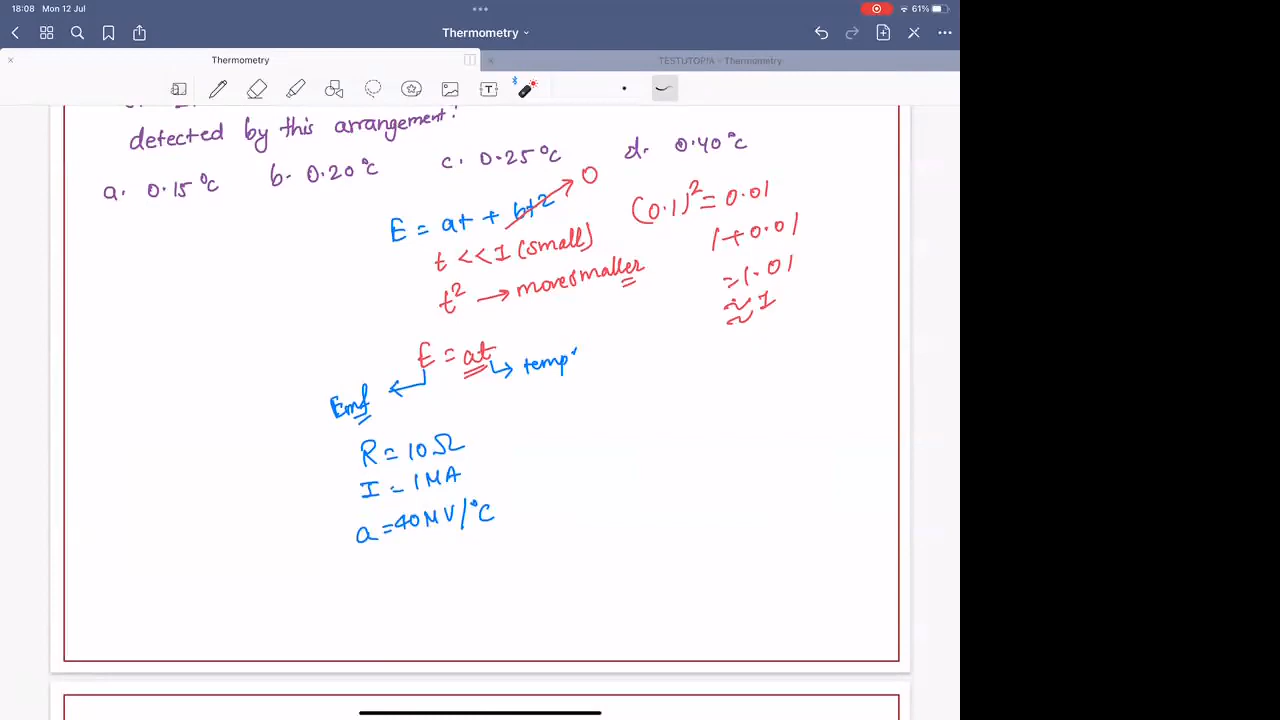 18:08 Mon 12 Jul
61%
Thermometry
Thermometry
TESTUTOPIA - Thermometry
detected by this arrangement?
a. 0.15 °C b. 0.20 °C c. 0.25 °C d. 0.40 °C
E = at + bt2 → 0
t << 1 (small)
t² → more smaller
(0.1)² = 0.01
1 + 0.01
= 1.01
≈ 1
E = at
temp
Emf
R = 10 Ω
I = 1 MA
a = 40 MV/°C